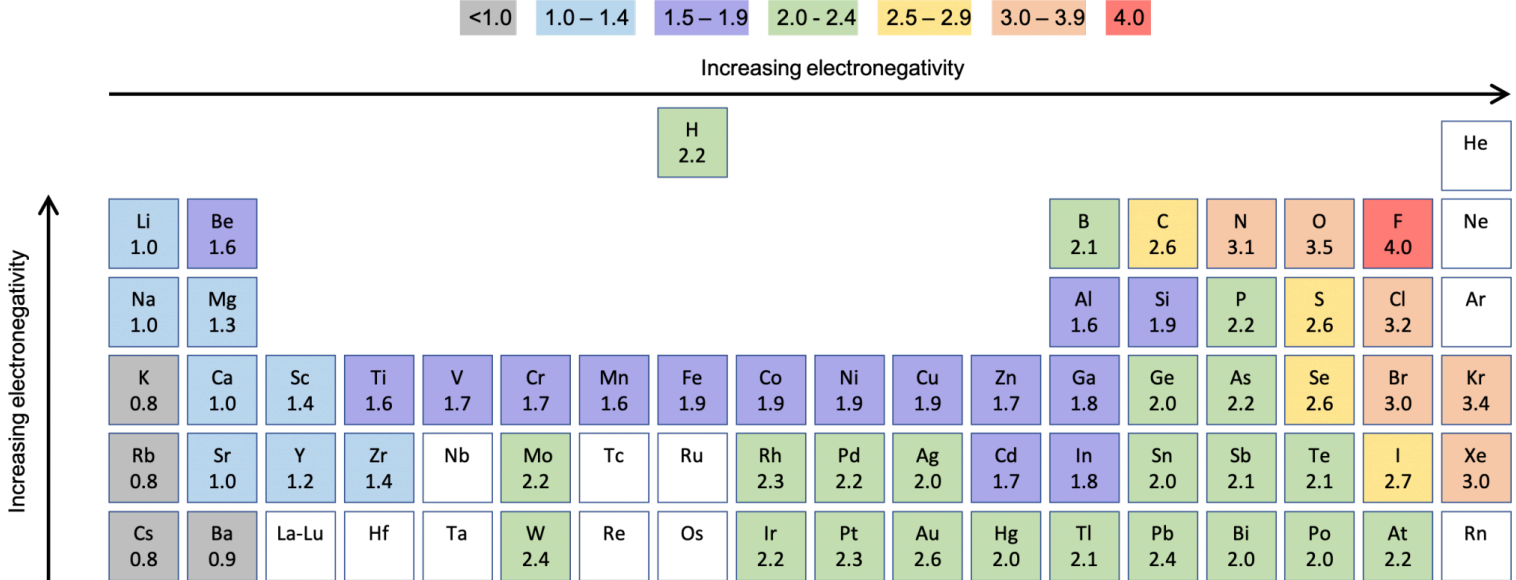 <1.0 1.0 – 1.4 1.5 – 1.9 2.0 - 2.4 2.5 – 2.9 3.0 – 3.9 4.0
Increasing electronegativity
H He
2.2
Increasing electronegativity
Li Be B C N O F Ne
1.0 1.6 2.1 2.6 3.1 3.5 4.0
Na Mg Al Si P S Cl Ar
1.0 1.3 1.6 1.9 2.2 2.6 3.2
K Ca Sc Ti V Cr Mn Fe Co Ni Cu Zn Ga Ge As Se Br Kr
0.8 1.0 1.4 1.6 1.7 1.7 1.6 1.9 1.9 1.9 1.9 1.7 1.8 2.0 2.2 2.6 3.0 3.4
Rb Sr Y Zr Nb Mo Tc Ru Rh Pd Ag Cd In Sn Sb Te I Xe
0.8 1.0 1.2 1.4 2.2 2.3 2.2 2.0 1.7 1.8 2.0 2.1 2.1 2.7 3.0
Cs Ba La-Lu Hf Ta W Re Os Ir Pt Au Hg Tl Pb Bi Po At Rn
0.8 0.9 2.4 2.2 2.3 2.6 2.0 2.1 2.4 2.0 2.0 2.2